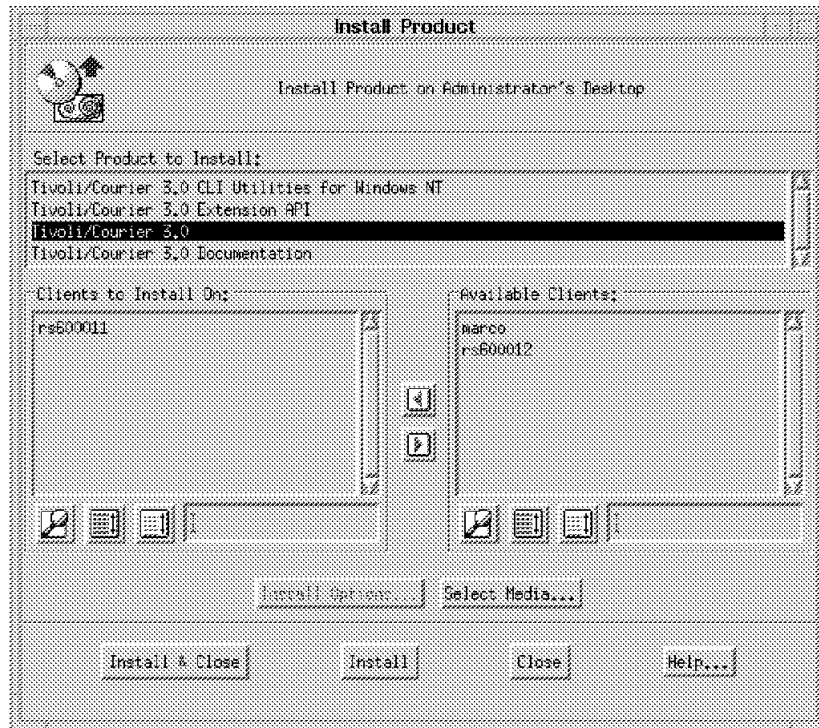 Install Product
Install Product on Administrator's Desktop
Select Product to Install:
Tivoli/Courier 3.0 CLI Utilities for Windows NT
Tivoli/Courier 3.0 Extension API
Tivoli/Courier 3.0
Tivoli/Courier 3.0 Documentation
Clients to Install On:
rs600011
Available Clients:
marco
rs600012
Install Options...
Select Media...
Install & Close
Install
Close
Help...